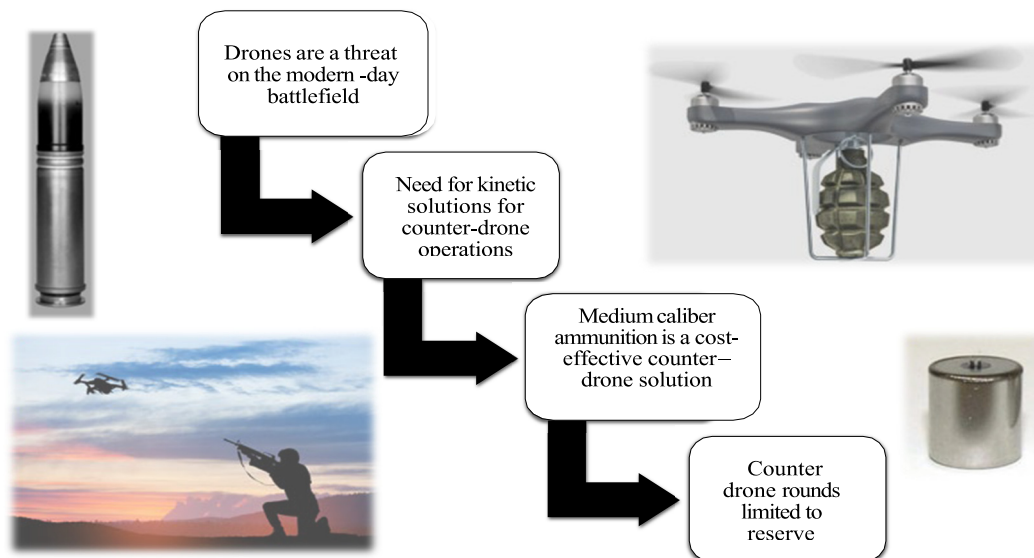 Drones are a threat
on the modern -day
battlefield
Need for kinetic
solutions for
counter-drone
operations
Medium caliber
ammunition is a cost-
effective counter–
drone solution
Counter
drone rounds
limited to
reserve